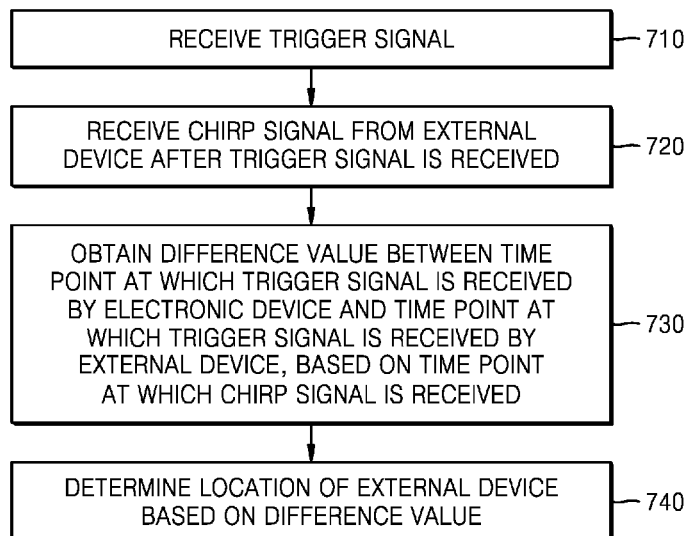 RECEIVE TRIGGER SIGNAL
710
RECEIVE CHIRP SIGNAL FROM EXTERNAL
DEVICE AFTER TRIGGER SIGNAL IS RECEIVED
720
OBTAIN DIFFERENCE VALUE BETWEEN TIME
POINT AT WHICH TRIGGER SIGNAL IS RECEIVED
BY ELECTRONIC DEVICE AND TIME POINT AT
WHICH TRIGGER SIGNAL IS RECEIVED BY
EXTERNAL DEVICE, BASED ON TIME POINT
AT WHICH CHIRP SIGNAL IS RECEIVED
730
DETERMINE LOCATION OF EXTERNAL DEVICE
BASED ON DIFFERENCE VALUE
740